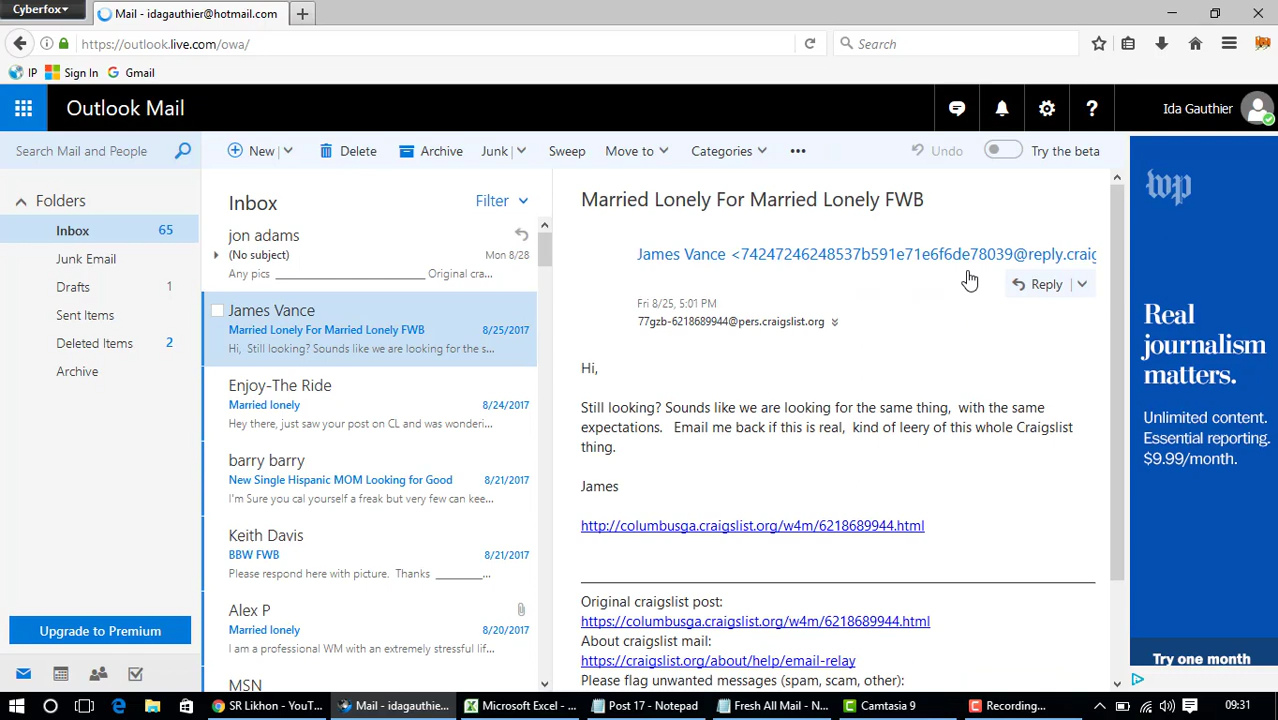 Cyberfox
Mail - idagauthier@hotmail.com
https://outlook.live.com/owa/
Search
IP
Sign In
Gmail
Outlook Mail
Ida Gauthier
Search Mail and People
New
Delete
Archive
Junk
Sweep
Move to
Categories
Undo
Try the beta
Folders
Inbox 65
Junk Email
Drafts 1
Sent Items
Deleted Items 2
Archive
Upgrade to Premium
Inbox
Filter
jon adams
(No subject) Mon 8/28
Any pics ______________________ Original cra...
James Vance
Married Lonely For Married Lonely FWB 8/25/2017
Hi, Still looking? Sounds like we are looking for the s...
Enjoy-The Ride
Married lonely 8/24/2017
Hey there, just saw your post on CL and was wonderi...
barry barry
New Single Hispanic MOM Looking for Good 8/21/2017
I'm Sure you cal yourself a freak but very few can kee...
Keith Davis
BBW FWB 8/21/2017
Please respond here with picture. Thanks ________...
Alex P
Married lonely 8/20/2017
I am a professional WM with an extremely stressful lif...
MSN
Married Lonely For Married Lonely FWB
James Vance <74247246248537b591e71e6f6de78039@reply.craig
Reply
Fri 8/25, 5:01 PM
77gzb-6218689944@pers.craigslist.org
Hi,
Still looking? Sounds like we are looking for the same thing, with the same
expectations. Email me back if this is real, kind of leery of this whole Craigslist
thing.
James
http://columbusga.craigslist.org/w4m/6218689944.html
Original craigslist post:
https://columbusga.craigslist.org/w4m/6218689944.html
About craigslist mail:
https://craigslist.org/about/help/email-relay
Please flag unwanted messages (spam, scam, other):
wp
Real
journalism
matters.
Unlimited content.
Essential reporting.
$9.99/month.
Try one month
SR Likhon - YouT...
Mail - idagauthie...
Microsoft Excel - ...
Post 17 - Notepad
Fresh All Mail - N...
Camtasia 9
Recording...
09:31